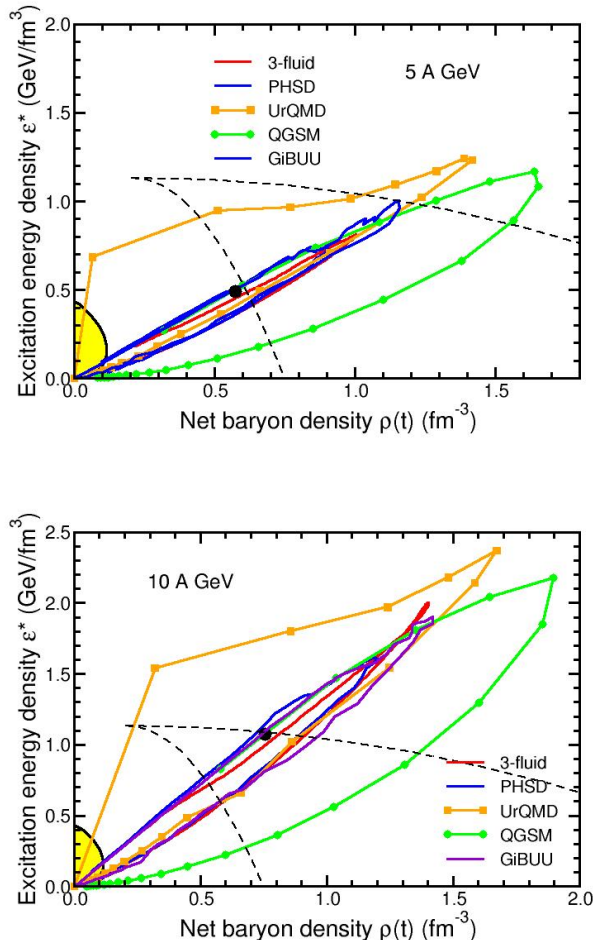 2.0
1.5
1.0
0.5
0.0
Excitation energy density ε* (GeV/fm³)
3-fluid
PHSD
UrQMD
QGSM
GiBUU
5 A GeV
0.0 0.5 1.0 1.5
Net baryon density ρ(t) (fm⁻³)
2.5
2.0
1.5
1.0
0.5
0.0
Excitation energy density ε* (GeV/fm³)
10 A GeV
3-fluid
PHSD
UrQMD
QGSM
GiBUU
0.0 0.5 1.0 1.5 2.0
Net baryon density ρ(t) (fm⁻³)